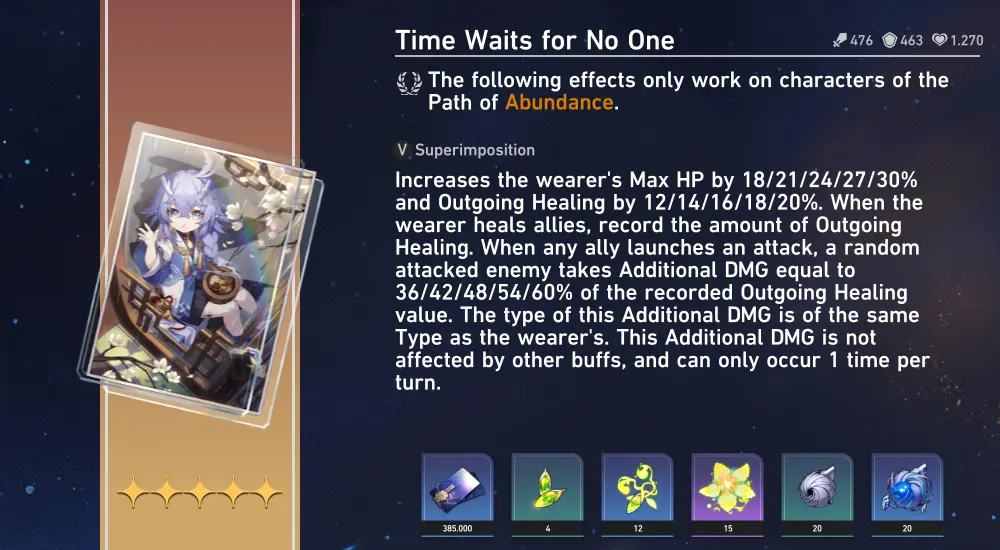 Time Waits for No One
476 463 1.270
The following effects only work on characters of the
Path of Abundance.
V Superimposition
Increases the wearer's Max HP by 18/21/24/27/30%
and Outgoing Healing by 12/14/16/18/20%. When the
wearer heals allies, record the amount of Outgoing
Healing. When any ally launches an attack, a random
attacked enemy takes Additional DMG equal to
36/42/48/54/60% of the recorded Outgoing Healing
value. The type of this Additional DMG is of the same
Type as the wearer's. This Additional DMG is not
affected by other buffs, and can only occur 1 time per
turn.
385.000 4 12 15 20 20